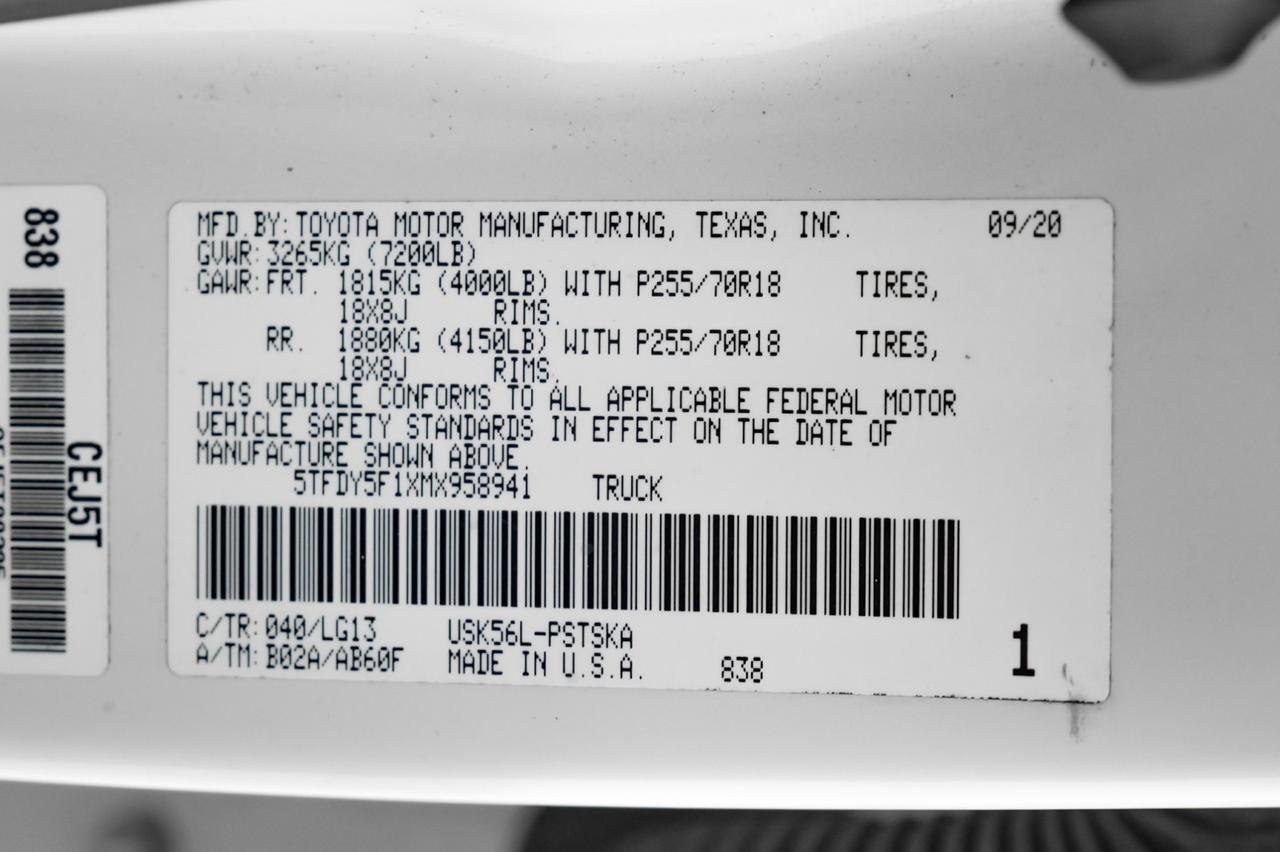 838
CEJ5T
MFD.BY:TOYOTA MOTOR MANUFACTURING, TEXAS, INC. 09/20
GVWR:3265KG (7200LB)
GAWR:FRT. 1815KG (4000LB) WITH P255/70R18 TIRES,
18X8J RIMS.
RR. 1880KG (4150LB) WITH P255/70R18 TIRES,
18X8J RIMS.
THIS VEHICLE CONFORMS TO ALL APPLICABLE FEDERAL MOTOR
VEHICLE SAFETY STANDARDS IN EFFECT ON THE DATE OF
MANUFACTURE SHOWN ABOVE.
5TFDY5F1XMX958941 TRUCK
C/TR:040/LG13 USK56L-PSTSKA
A/TM:B02A/AB60F MADE IN U.S.A. 838
1